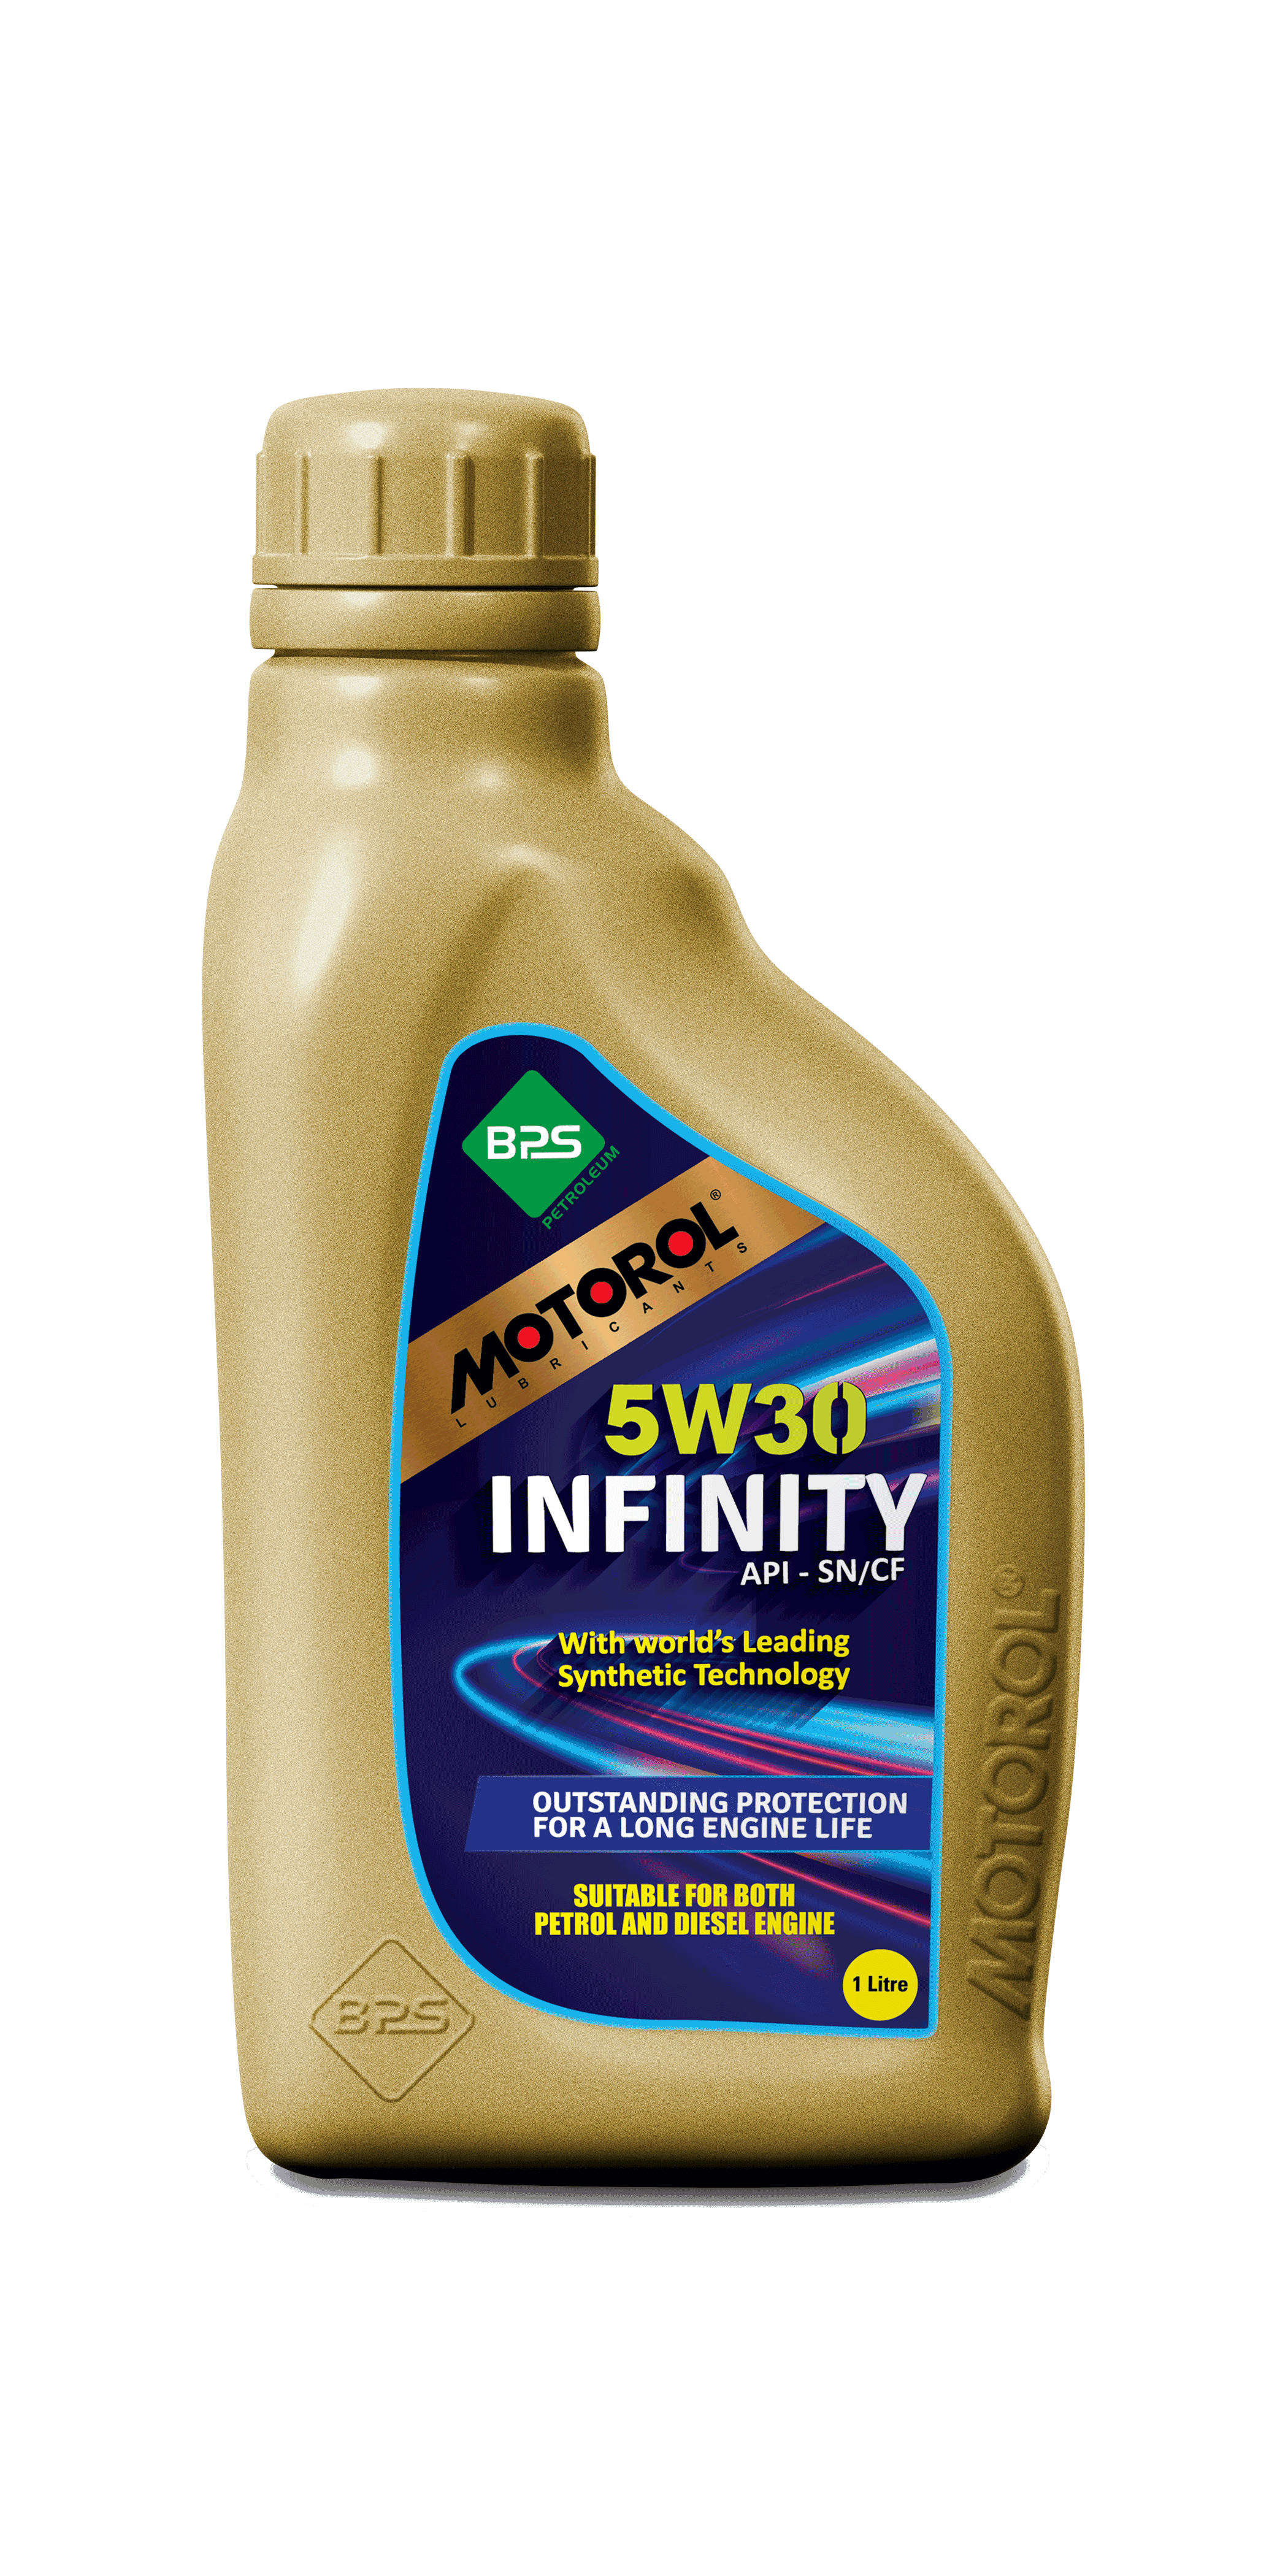 BPS
PETROLEUM
MOTOROL®
LUBRICANTS
5W30
INFINITY
API - SN/CF
With world's Leading
Synthetic Technology
OUTSTANDING PROTECTION
FOR A LONG ENGINE LIFE
SUITABLE FOR BOTH
PETROL AND DIESEL ENGINE
1 Litre
MOTOROL®
BPS